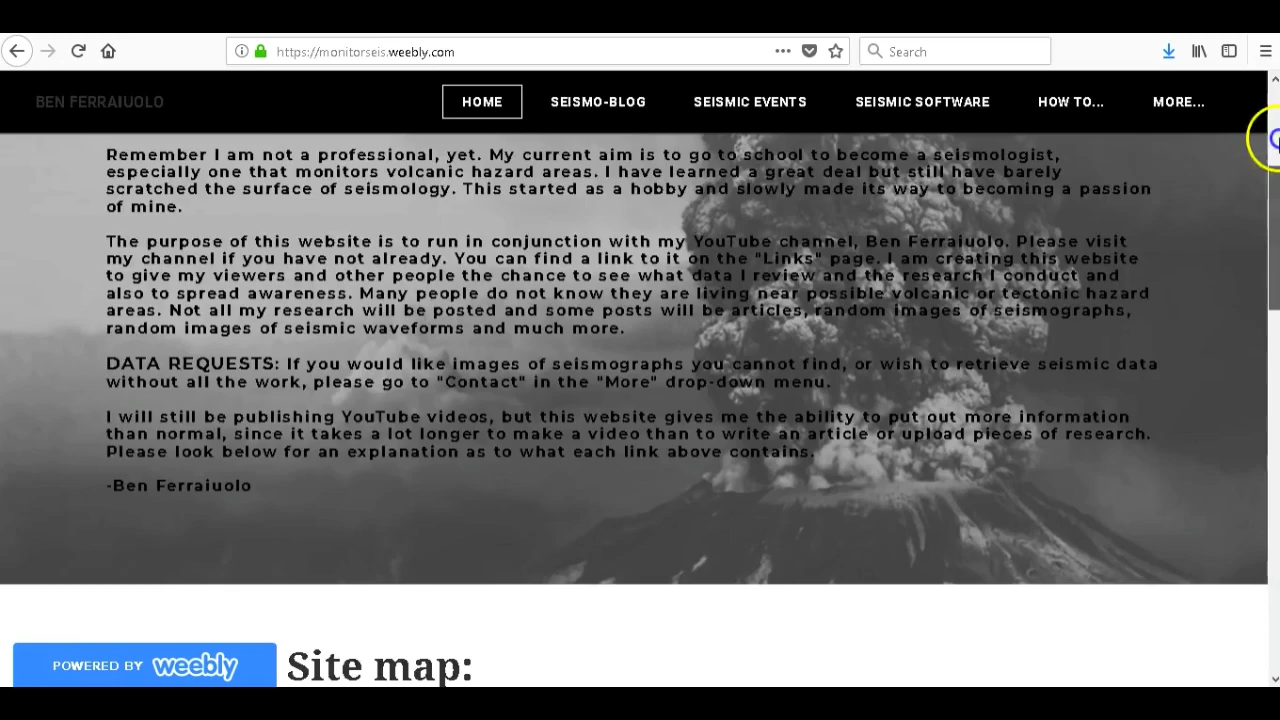 https://monitorseis.weebly.com
Search
BEN FERRAIUOLO
HOME
SEISMO-BLOG
SEISMIC EVENTS
SEISMIC SOFTWARE
HOW TO...
MORE...
Remember I am not a professional, yet. My current aim is to go to school to become a seismologist,
especially one that monitors volcanic hazard areas. I have learned a great deal but still have barely
scratched the surface of seismology. This started as a hobby and slowly made its way to becoming a passion
of mine.
The purpose of this website is to run in conjunction with my YouTube channel, Ben Ferraiuolo. Please visit
my channel if you have not already. You can find a link to it on the "Links" page. I am creating this website
to give my viewers and other people the chance to see what data I review and the research I conduct and
also to spread awareness. Many people do not know they are living near possible volcanic or tectonic hazard
areas. Not all my research will be posted and some posts will be articles, random images of seismographs,
random images of seismic waveforms and much more.
DATA REQUESTS: If you would like images of seismographs you cannot find, or wish to retrieve seismic data
without all the work, please go to "Contact" in the "More" drop-down menu.
I will still be publishing YouTube videos, but this website gives me the ability to put out more information
than normal, since it takes a lot longer to make a video than to write an article or upload pieces of research.
Please look below for an explanation as to what each link above contains.
-Ben Ferraiuolo
POWERED BY weebly
Site map: